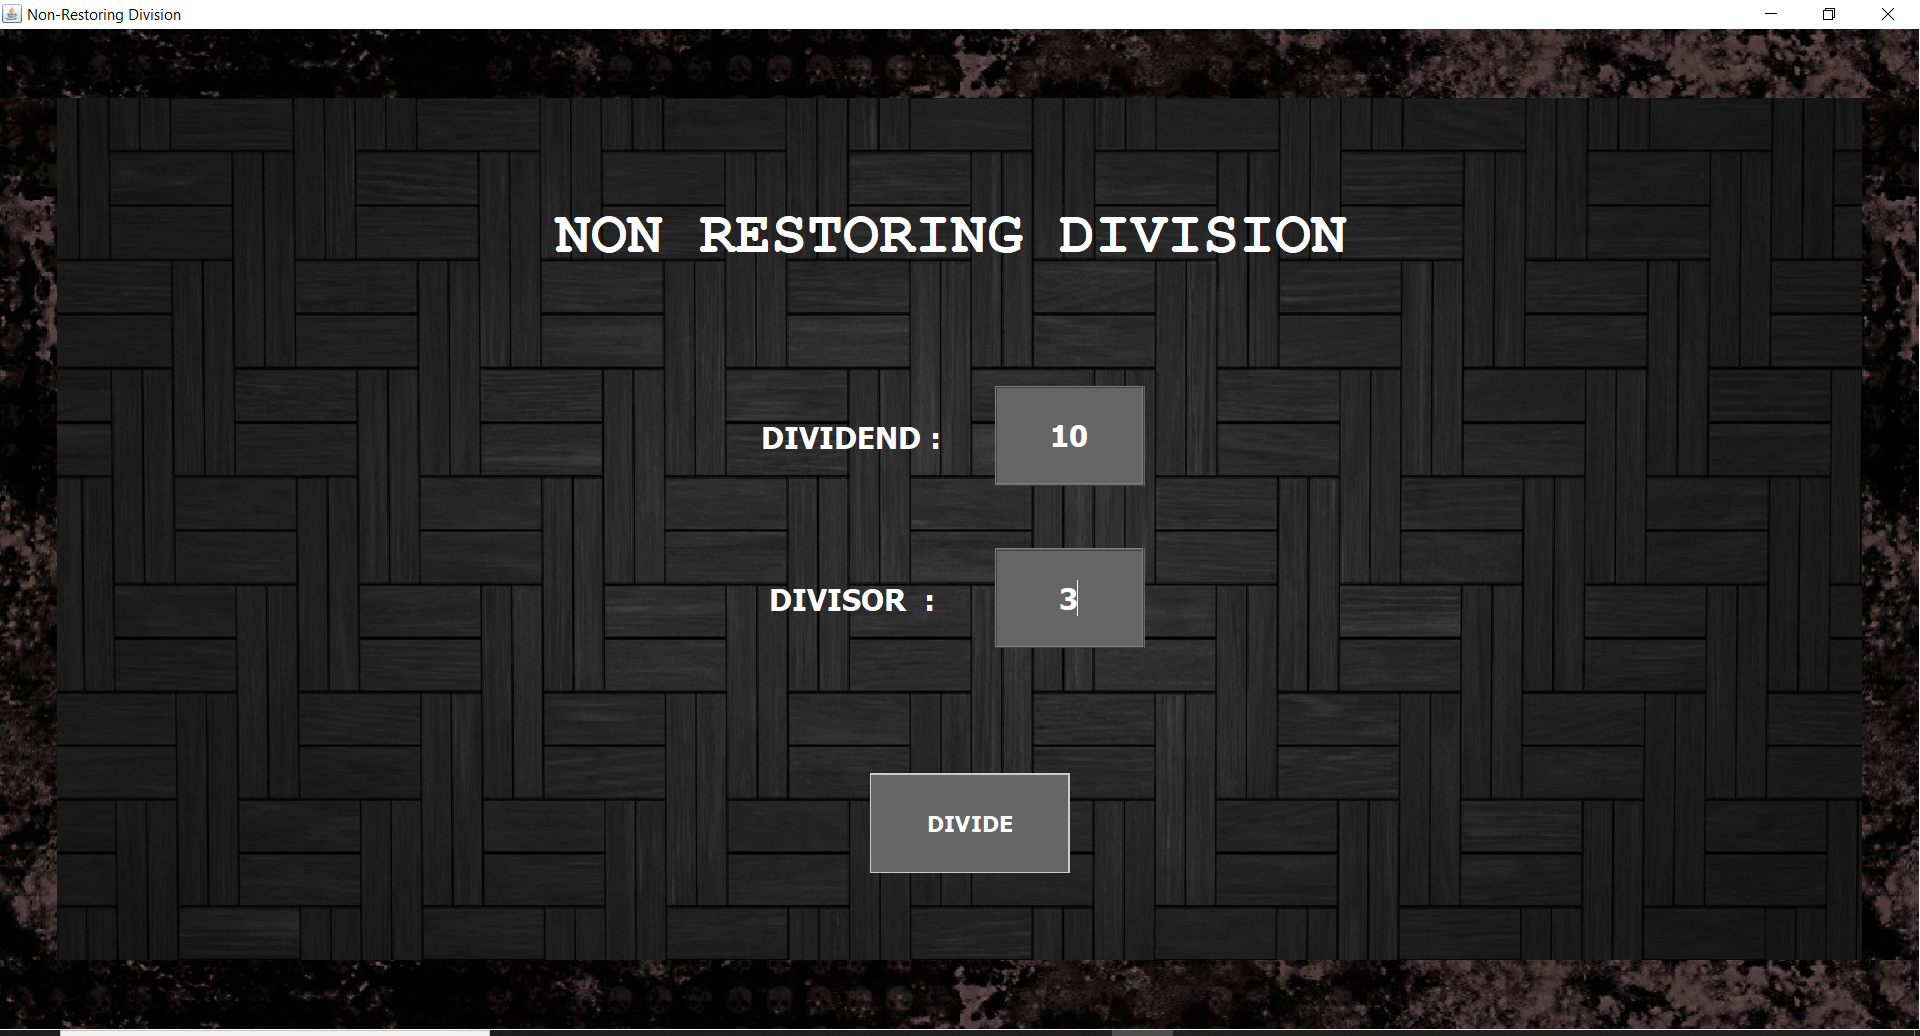 Non-Restoring Division
NON RESTORING DIVISION
DIVIDEND : 10
DIVISOR : 3
DIVIDE